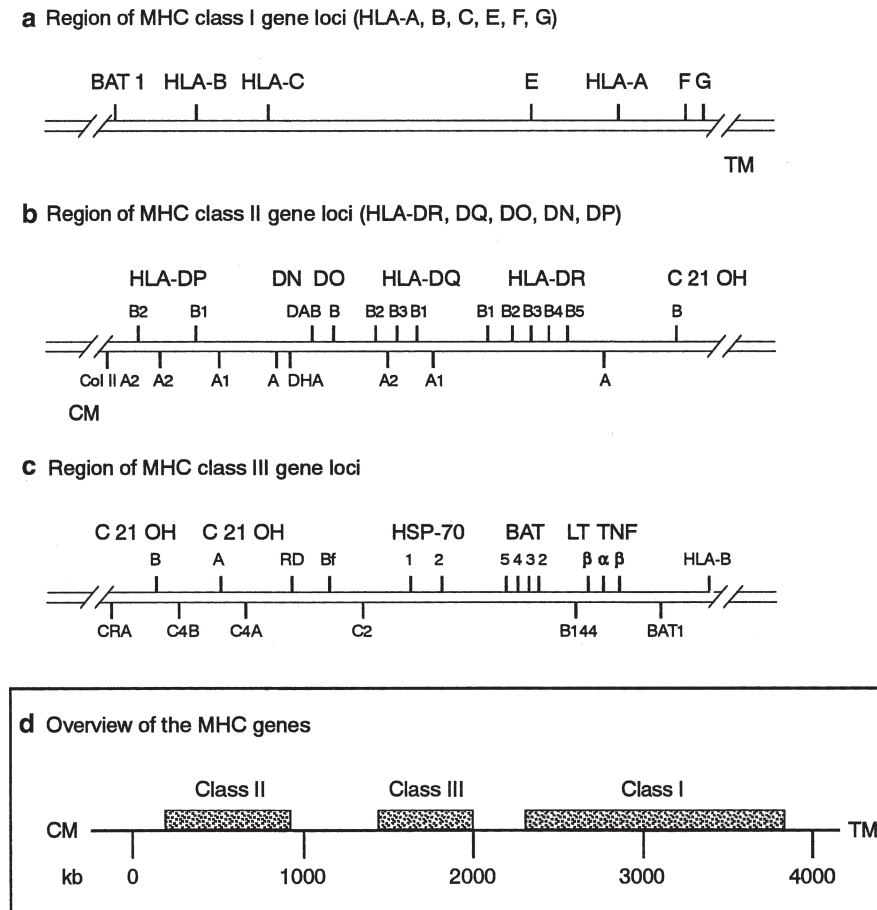 a Region of MHC class I gene loci (HLA-A, B, C, E, F, G)
BAT 1 HLA-B HLA-C E HLA-A F G
TM
b Region of MHC class II gene loci (HLA-DR, DQ, DO, DN, DP)
HLA-DP DN DO HLA-DQ HLA-DR C 21 OH
B2 B1 DAB B B2 B3 B1 B1 B2 B3 B4 B5 B
Col II A2 A2 A1 A DHA A2 A1 A
CM
c Region of MHC class III gene loci
C 21 OH C 21 OH HSP-70 BAT LT TNF
B A RD Bf 1 2 5 4 3 2 β α β HLA-B
CRA C4B C4A C2 B144 BAT1
d Overview of the MHC genes
Class II Class III Class I
CM TM
kb 0 1000 2000 3000 4000